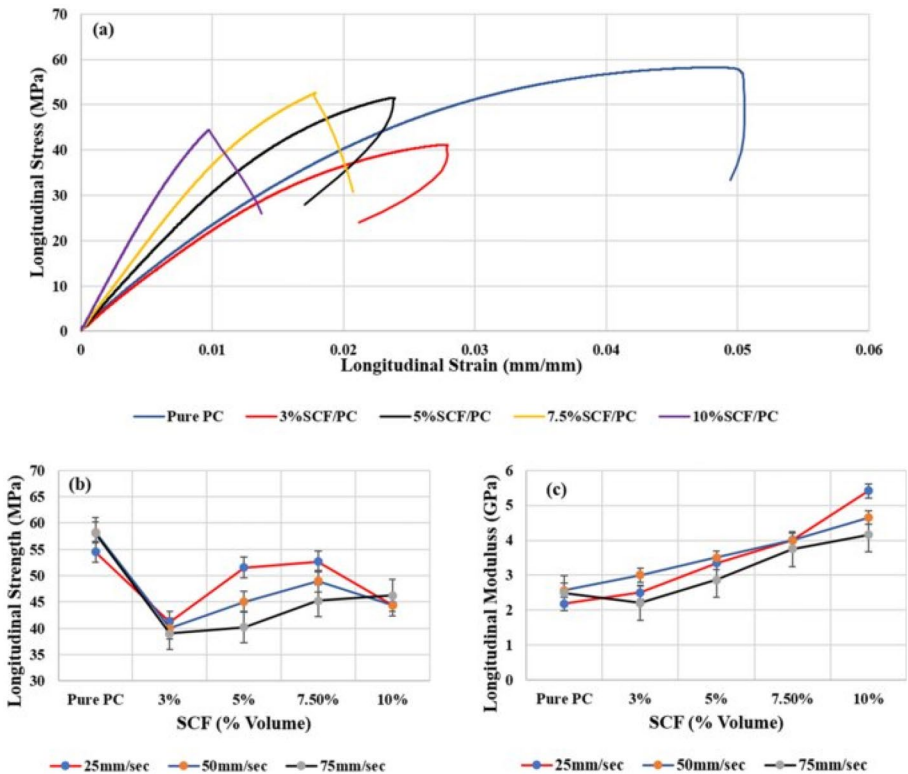 (a)
Longitudinal Stress (MPa)
70
60
50
40
30
20
10
0
0 0.01 0.02 0.03 0.04 0.05 0.06
Longitudinal Strain (mm/mm)
Pure PC 3%SCF/PC 5%SCF/PC 7.5%SCF/PC 10%SCF/PC
(b)
Longitudinal Strength (MPa)
70
65
60
55
50
45
40
35
30
Pure PC 3% 5% 7.50% 10%
SCF (% Volume)
25mm/sec 50mm/sec 75mm/sec
(c)
Longitudinal Moduluss (GPa)
6
5
4
3
2
1
0
Pure PC 3% 5% 7.50% 10%
SCF (% Volume)
25mm/sec 50mm/sec 75mm/sec